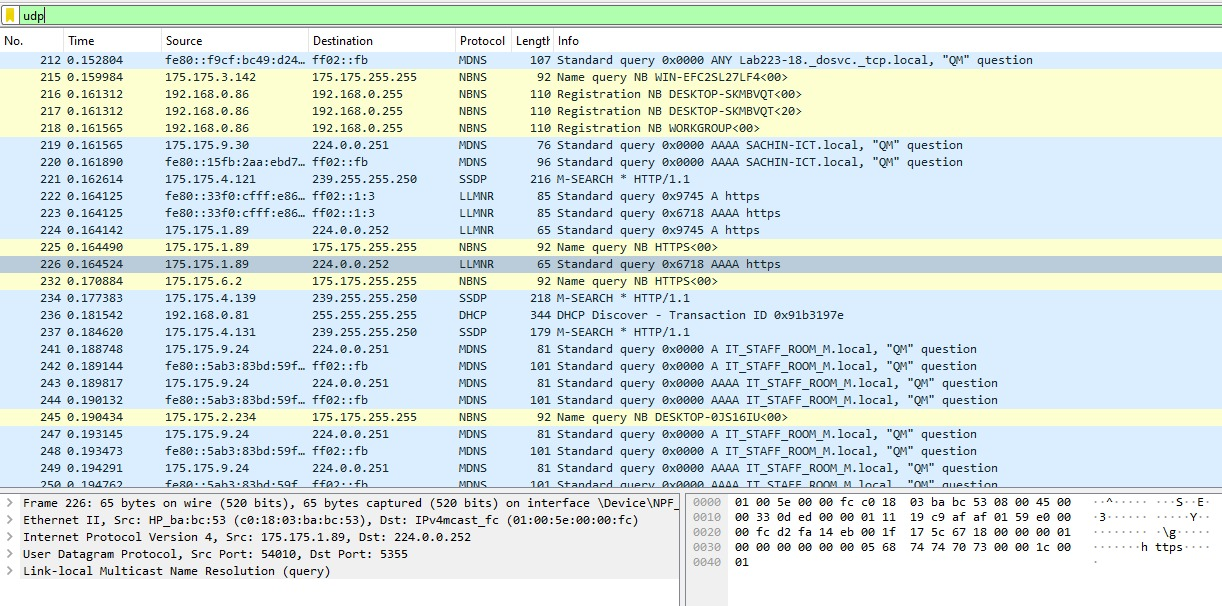 udp
No. Time Source Destination Protocol Length Info
212 0.152804 fe80::f9cf:bc49:d24… ff02::fb MDNS 107 Standard query 0x0000 ANY Lab223-18._dosvc._tcp.local, "QM" question
215 0.159984 175.175.3.142 175.175.255.255 NBNS 92 Name query NB WIN-EFC2SL27LF4<00>
216 0.161312 192.168.0.86 192.168.0.255 NBNS 110 Registration NB DESKTOP-SKMBVQT<00>
217 0.161312 192.168.0.86 192.168.0.255 NBNS 110 Registration NB DESKTOP-SKMBVQT<20>
218 0.161565 192.168.0.86 192.168.0.255 NBNS 110 Registration NB WORKGROUP<00>
219 0.161565 175.175.9.30 224.0.0.251 MDNS 76 Standard query 0x0000 AAAA SACHIN-ICT.local, "QM" question
220 0.161890 fe80::15fb:2aa:ebd7… ff02::fb MDNS 96 Standard query 0x0000 AAAA SACHIN-ICT.local, "QM" question
221 0.162614 175.175.4.121 239.255.255.250 SSDP 216 M-SEARCH * HTTP/1.1
222 0.164125 fe80::33f0:cfff:e86… ff02::1:3 LLMNR 85 Standard query 0x9745 A https
223 0.164125 fe80::33f0:cfff:e86… ff02::1:3 LLMNR 85 Standard query 0x6718 AAAA https
224 0.164142 175.175.1.89 224.0.0.252 LLMNR 65 Standard query 0x9745 A https
225 0.164490 175.175.1.89 175.175.255.255 NBNS 92 Name query NB HTTPS<00>
226 0.164524 175.175.1.89 224.0.0.252 LLMNR 65 Standard query 0x6718 AAAA https
232 0.170884 175.175.6.2 175.175.255.255 NBNS 92 Name query NB HTTPS<00>
234 0.177383 175.175.4.139 239.255.255.250 SSDP 218 M-SEARCH * HTTP/1.1
236 0.181542 192.168.0.81 255.255.255.255 DHCP 344 DHCP Discover - Transaction ID 0x91b3197e
237 0.184620 175.175.4.131 239.255.255.250 SSDP 179 M-SEARCH * HTTP/1.1
241 0.188748 175.175.9.24 224.0.0.251 MDNS 81 Standard query 0x0000 A IT_STAFF_ROOM_M.local, "QM" question
242 0.189144 fe80::5ab3:83bd:59f… ff02::fb MDNS 101 Standard query 0x0000 A IT_STAFF_ROOM_M.local, "QM" question
243 0.189817 175.175.9.24 224.0.0.251 MDNS 81 Standard query 0x0000 AAAA IT_STAFF_ROOM_M.local, "QM" question
244 0.190132 fe80::5ab3:83bd:59f… ff02::fb MDNS 101 Standard query 0x0000 AAAA IT_STAFF_ROOM_M.local, "QM" question
245 0.190434 175.175.2.234 175.175.255.255 NBNS 92 Name query NB DESKTOP-0JS16IU<00>
247 0.193145 175.175.9.24 224.0.0.251 MDNS 81 Standard query 0x0000 A IT_STAFF_ROOM_M.local, "QM" question
248 0.193473 fe80::5ab3:83bd:59f… ff02::fb MDNS 101 Standard query 0x0000 A IT_STAFF_ROOM_M.local, "QM" question
249 0.194291 175.175.9.24 224.0.0.251 MDNS 81 Standard query 0x0000 AAAA IT_STAFF_ROOM_M.local, "QM" question
250 0.194762 fe80::5ab3:83bd:59f… ff02::fb MDNS 101 Standard query 0x0000 AAAA IT_STAFF_ROOM_M.local, "QM" question
Frame 226: 65 bytes on wire (520 bits), 65 bytes captured (520 bits) on interface \Device\NPF_
Ethernet II, Src: HP_ba:bc:53 (c0:18:03:ba:bc:53), Dst: IPv4mcast_fc (01:00:5e:00:00:fc)
Internet Protocol Version 4, Src: 175.175.1.89, Dst: 224.0.0.252
User Datagram Protocol, Src Port: 54010, Dst Port: 5355
Link-local Multicast Name Resolution (query)
0000 01 00 5e 00 00 fc c0 18 03 ba bc 53 08 00 45 00 ··^····· ···S··E·
0010 00 33 0d ed 00 00 01 11 19 c9 af af 01 59 e0 00 ·3······ ·····Y··
0020 00 fc d2 fa 14 eb 00 1f 17 5c 67 18 00 00 00 01 ········ ·\g·····
0030 00 00 00 00 00 00 05 68 74 74 70 73 00 00 1c 00 ·······h ttps····
0040 01 ·